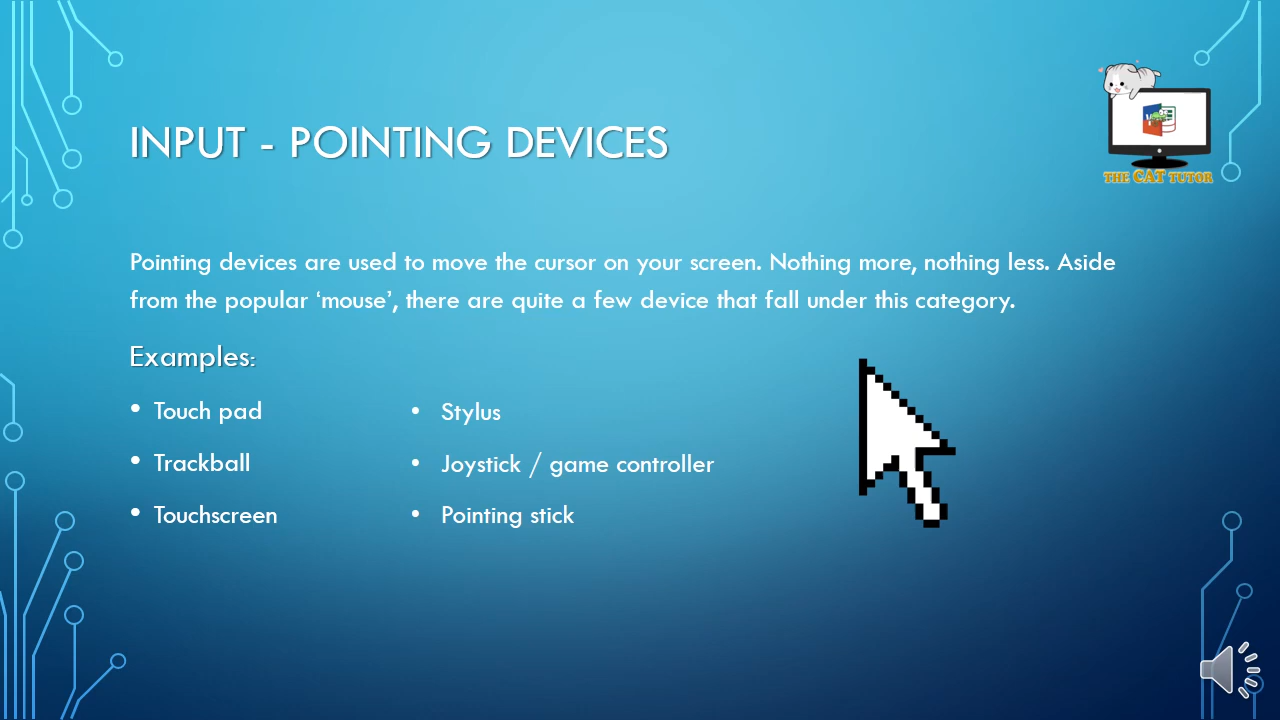 INPUT - POINTING DEVICES
THE CAT TUTOR
Pointing devices are used to move the cursor on your screen. Nothing more, nothing less. Aside
from the popular ‘mouse’, there are quite a few device that fall under this category.
Examples:
• Touch pad
• Trackball
• Touchscreen
• Stylus
• Joystick / game controller
• Pointing stick